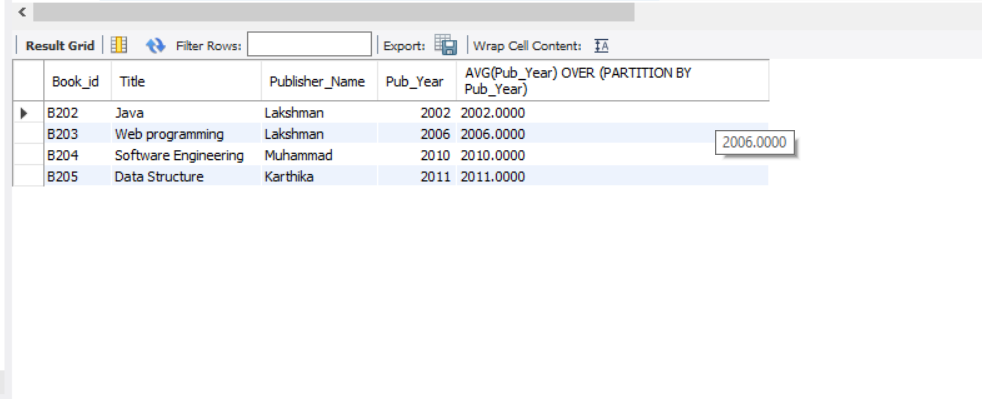 Result Grid Filter Rows: Export: Wrap Cell Content:
Book_id Title Publisher_Name Pub_Year AVG(Pub_Year) OVER (PARTITION BY
Pub_Year)
B202 Java Lakshman 2002 2002.0000
B203 Web programming Lakshman 2006 2006.0000
2006.0000
B204 Software Engineering Muhammad 2010 2010.0000
B205 Data Structure Karthika 2011 2011.0000